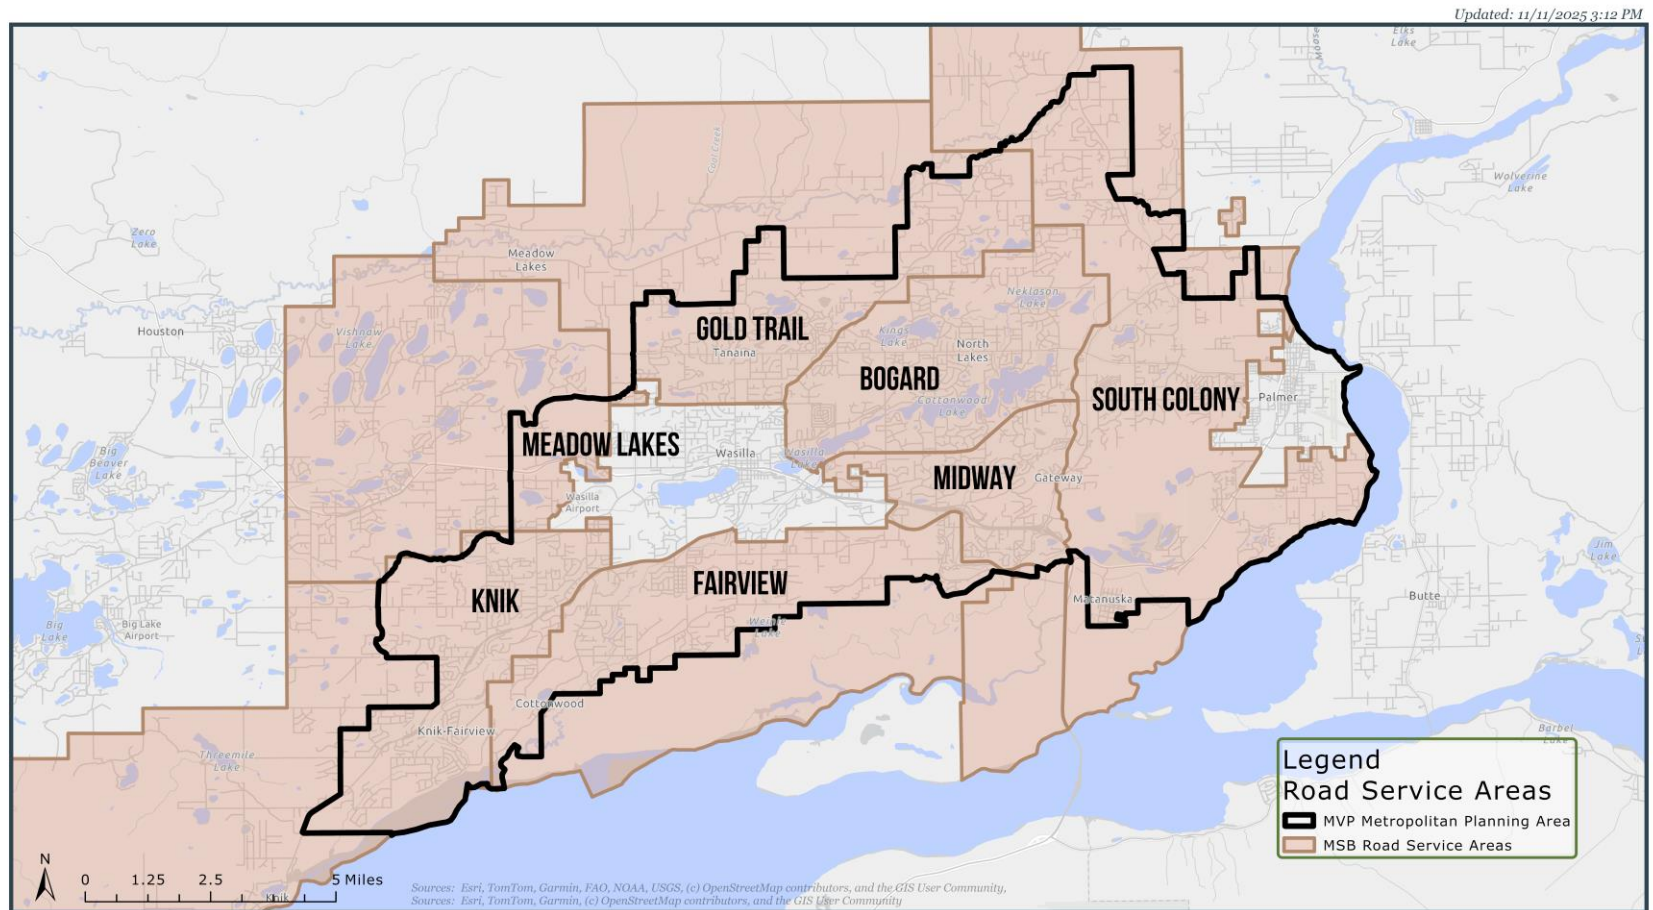 Updated: 11/11/2025 3:12 PM
Elks
Lake
Moose
Coal Creek
Wolverine
Lake
Zero
Lake
Meadow
Lakes
Neklason
Lake
Houston
Vishnaw
Lake
GOLD TRAIL
Tanaina
Kings
Lake
North
Lakes
BOGARD
SOUTH COLONY
Palmer
Cottonwood
Lake
MEADOW LAKES
Wasilla
Wasilla
Lake
Big
Beaver
Lake
MIDWAY
Gateway
Wasilla
Airport
Jim
Lake
FAIRVIEW
KNIK
Matanuska
Butte
Big
Lake
Big Lake
Airport
Lake
Cottonwood
Knik-Fairview
Threemile
Lake
Barbel
Lake
Legend
Road Service Areas
MVP Metropolitan Planning Area
MSB Road Service Areas
N
0 1.25 2.5 5 Miles
Knik
Sources: Esri, TomTom, Garmin, FAO, NOAA, USGS, (c) OpenStreetMap contributors, and the GIS User Community,
Sources: Esri, TomTom, Garmin, (c) OpenStreetMap contributors, and the GIS User Community